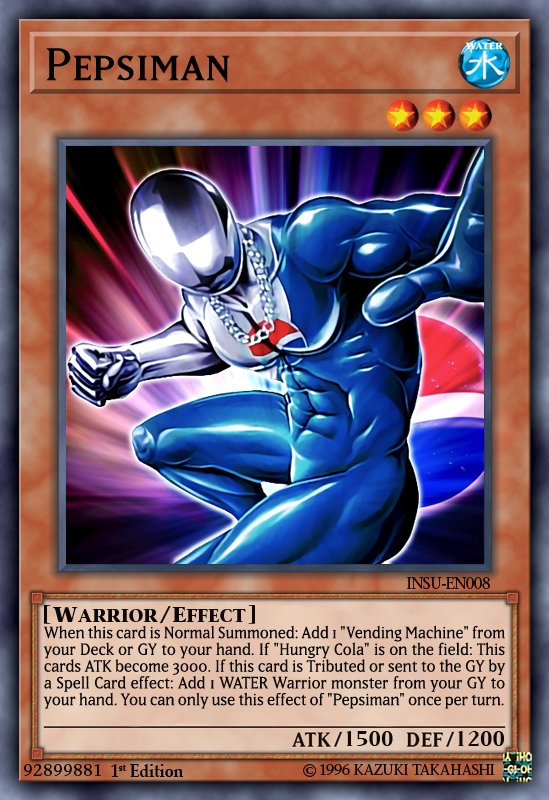 Pepsiman
WATER
水
INSU-EN008
[Warrior/Effect]
When this card is Normal Summoned: Add 1 "Vending Machine" from
your Deck or GY to your hand. If "Hungry Cola" is on the field: This
cards ATK become 3000. If this card is Tributed or sent to the GY by
a Spell Card effect: Add 1 WATER Warrior monster from your GY to
your hand. You can only use this effect of "Pepsiman" once per turn.
ATK/1500 DEF/1200
92899881 1st Edition ©1996 KAZUKI TAKAHASHI